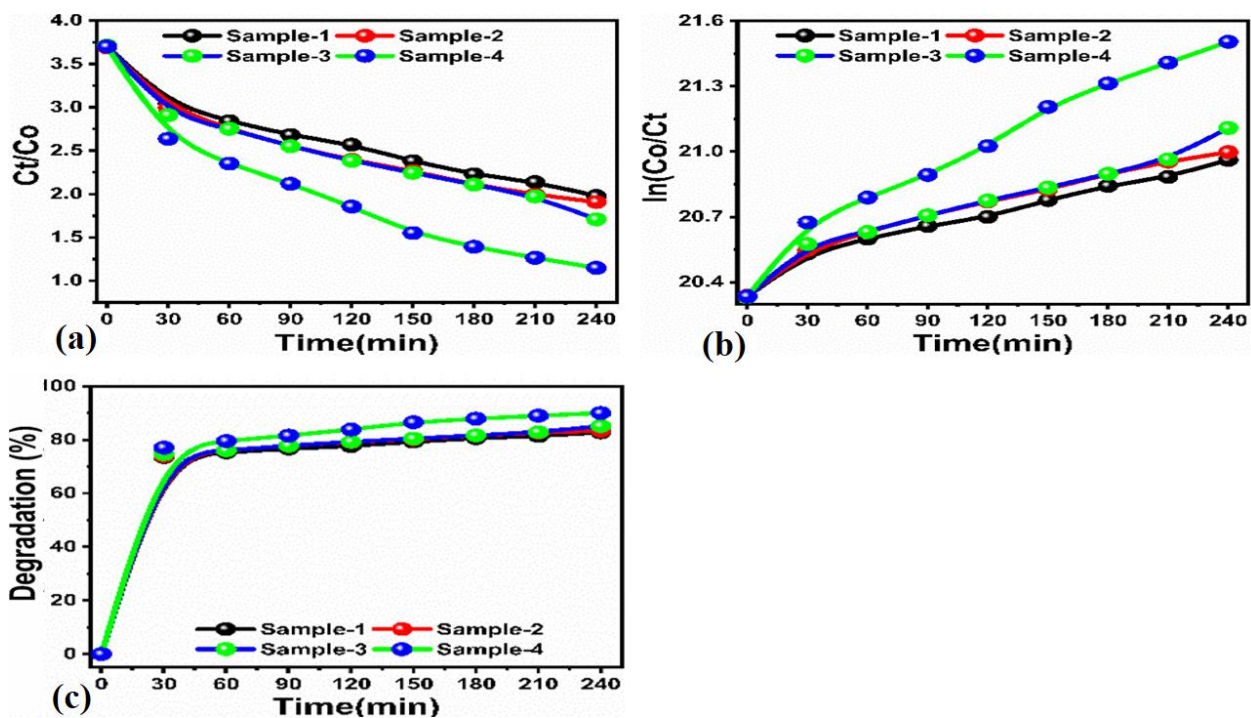 Ct/Co
4.0
3.5
3.0
2.5
2.0
1.5
1.0
Sample-1 Sample-2
Sample-3 Sample-4
0 30 60 90 120 150 180 210 240
Time(min)
(a)
ln(Co/Ct)
21.6
21.3
21.0
20.7
20.4
Sample-1 Sample-2
Sample-3 Sample-4
0 30 60 90 120 150 180 210 240
Time(min)
(b)
Degradation (%)
100
80
60
40
20
0
Sample-1 Sample-2
Sample-3 Sample-4
0 30 60 90 120 150 180 210 240
Time(min)
(c)